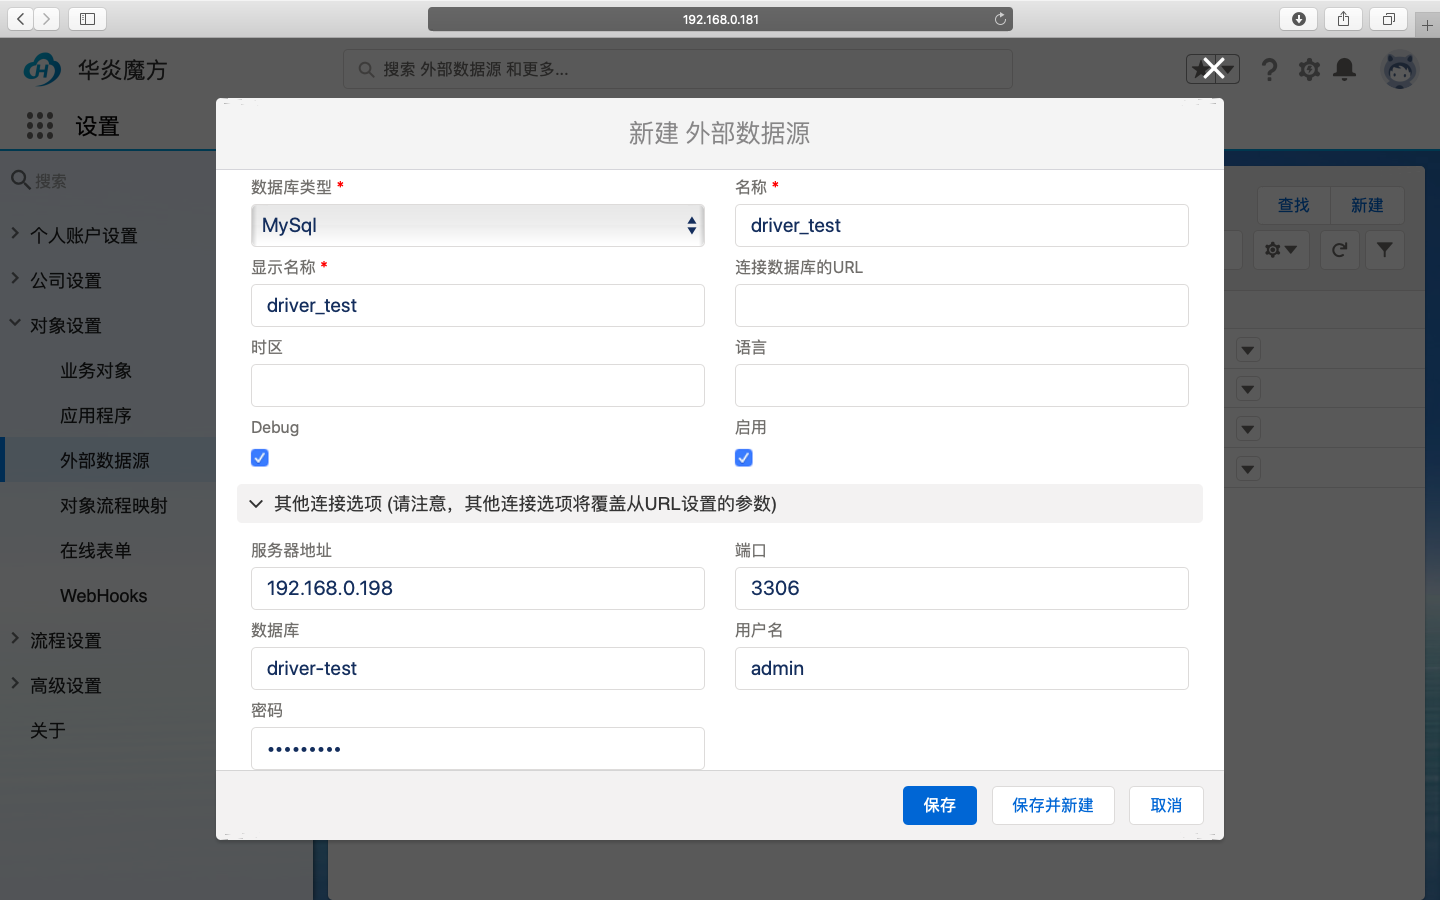 192.168.0.181
华炎魔方
搜索 外部数据源 和更多...
设置
新建 外部数据源
搜索
个人账户设置
公司设置
对象设置
业务对象
应用程序
外部数据源
对象流程映射
在线表单
WebHooks
流程设置
高级设置
关于
查找
新建
数据库类型 *
MySql
名称 *
driver_test
显示名称 *
driver_test
连接数据库的URL
时区
语言
Debug
启用
其他连接选项 (请注意，其他连接选项将覆盖从URL设置的参数)
服务器地址
192.168.0.198
端口
3306
数据库
driver-test
用户名
admin
密码
•••••••••
保存
保存并新建
取消